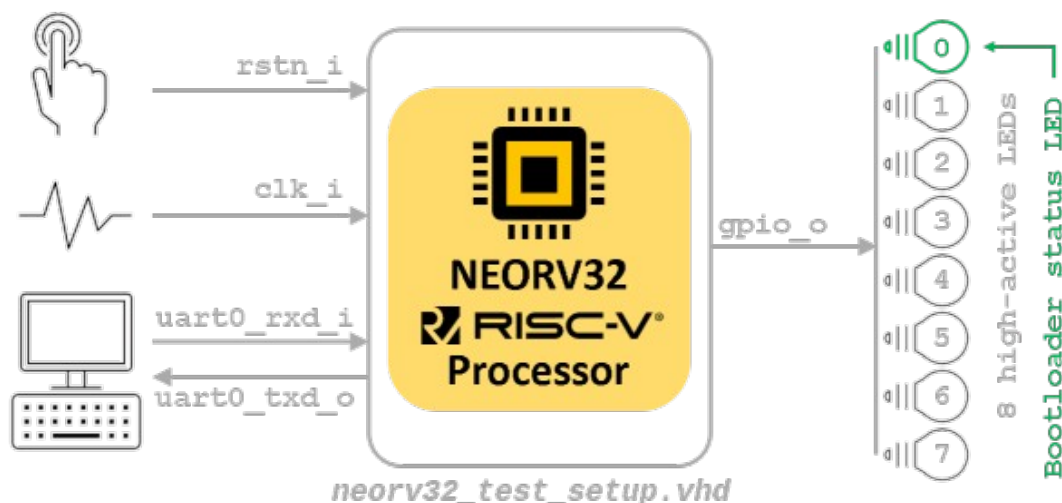 rstn_i
clk_i
uart0_rxd_i
uart0_txd_o
NEORV32
RISC-V®
Processor
gpio_o
0
1
2
3
4
5
6
7
8 high-active LEDs
Bootloader status LED
neorv32_test_setup.vhd